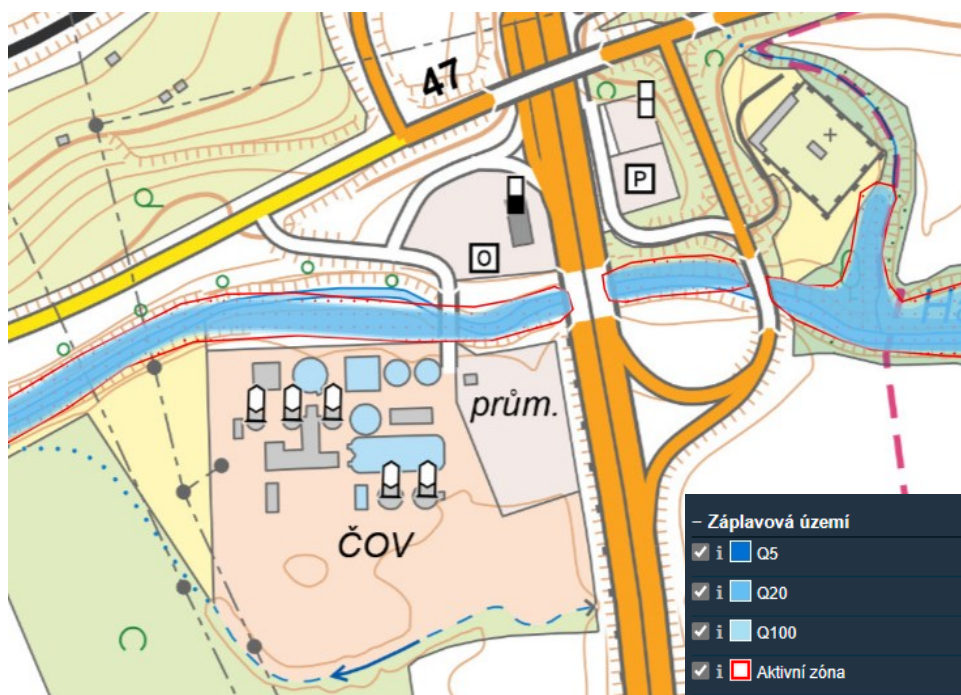 47
P
O
prům.
ČOV
– Záplavová území
i Q5
i Q20
i Q100
i Aktivní zóna